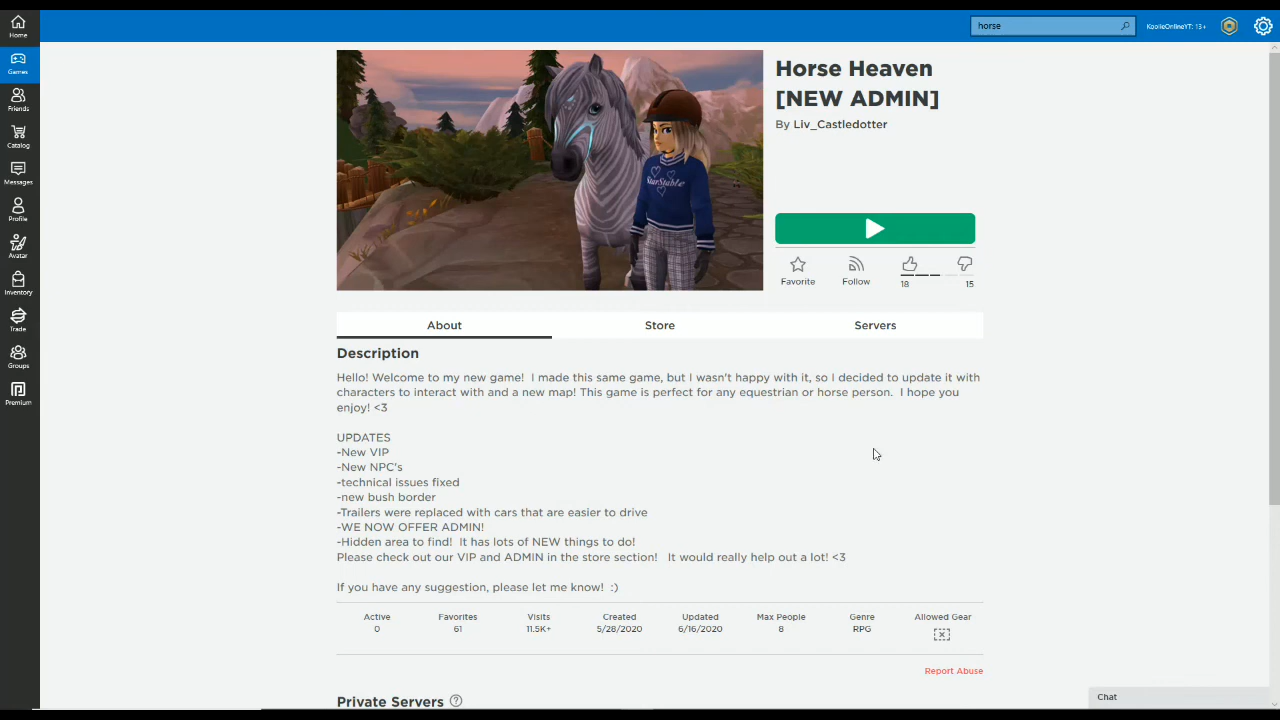 Home
Games
Friends
Catalog
Messages
Profile
Avatar
Inventory
Trade
Groups
Premium
horse
KoolieOnlineYT: 13+
StarStable
Horse Heaven
[NEW ADMIN]
By Liv_Castledotter
Favorite
Follow
18
15
About
Store
Servers
Description
Hello! Welcome to my new game! I made this same game, but I wasn't happy with it, so I decided to update it with
characters to interact with and a new map! This game is perfect for any equestrian or horse person. I hope you
enjoy! <3
UPDATES
-New VIP
-New NPC's
-technical issues fixed
-new bush border
-Trailers were replaced with cars that are easier to drive
-WE NOW OFFER ADMIN!
-Hidden area to find! It has lots of NEW things to do!
Please check out our VIP and ADMIN in the store section! It would really help out a lot! <3
If you have any suggestion, please let me know! :)
Active
Favorites
Visits
Created
Updated
Max People
Genre
Allowed Gear
0
61
11.5K+
5/28/2020
6/16/2020
8
RPG
Report Abuse
Private Servers
Chat